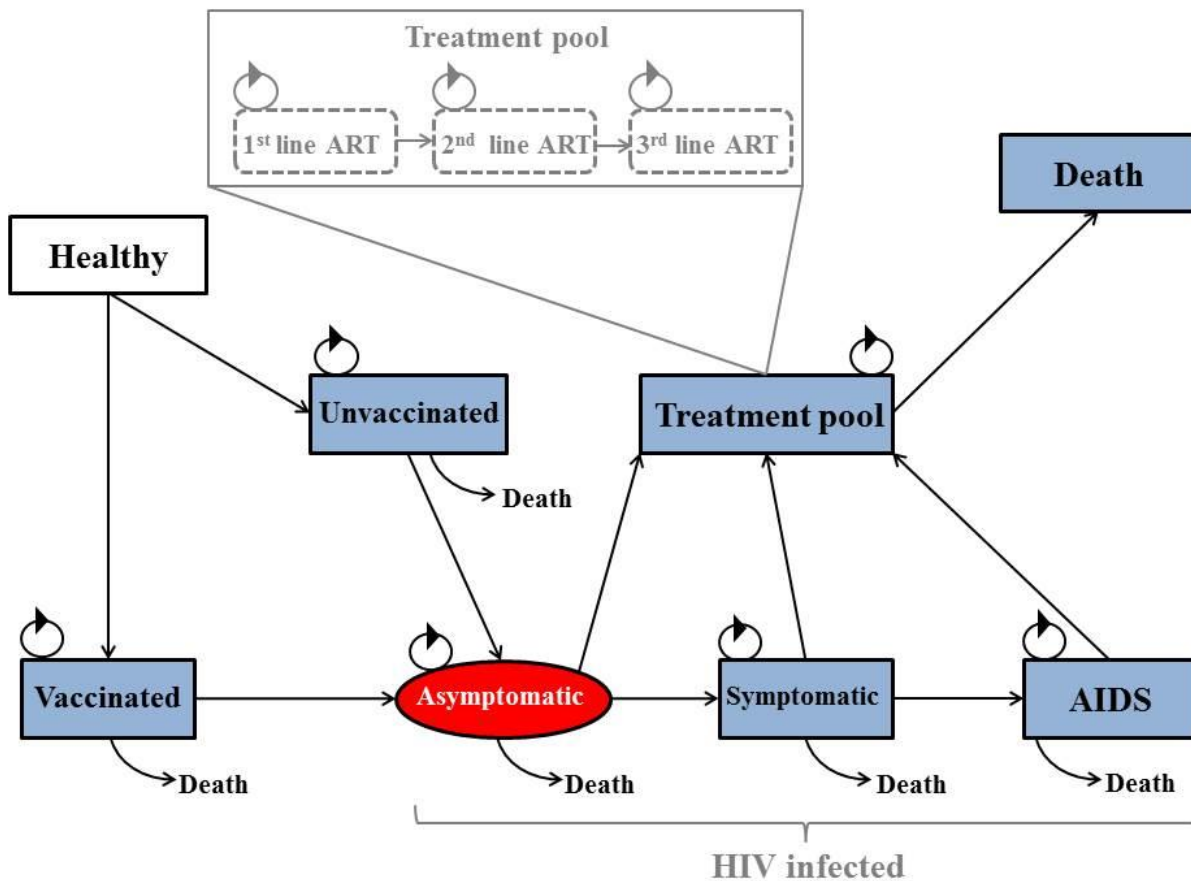 Treatment pool
1st line ART
2nd line ART
3rd line ART
Death
Healthy
Unvaccinated
Treatment pool
Death
Vaccinated
Asymptomatic
Symptomatic
AIDS
Death
Death
Death
Death
HIV infected